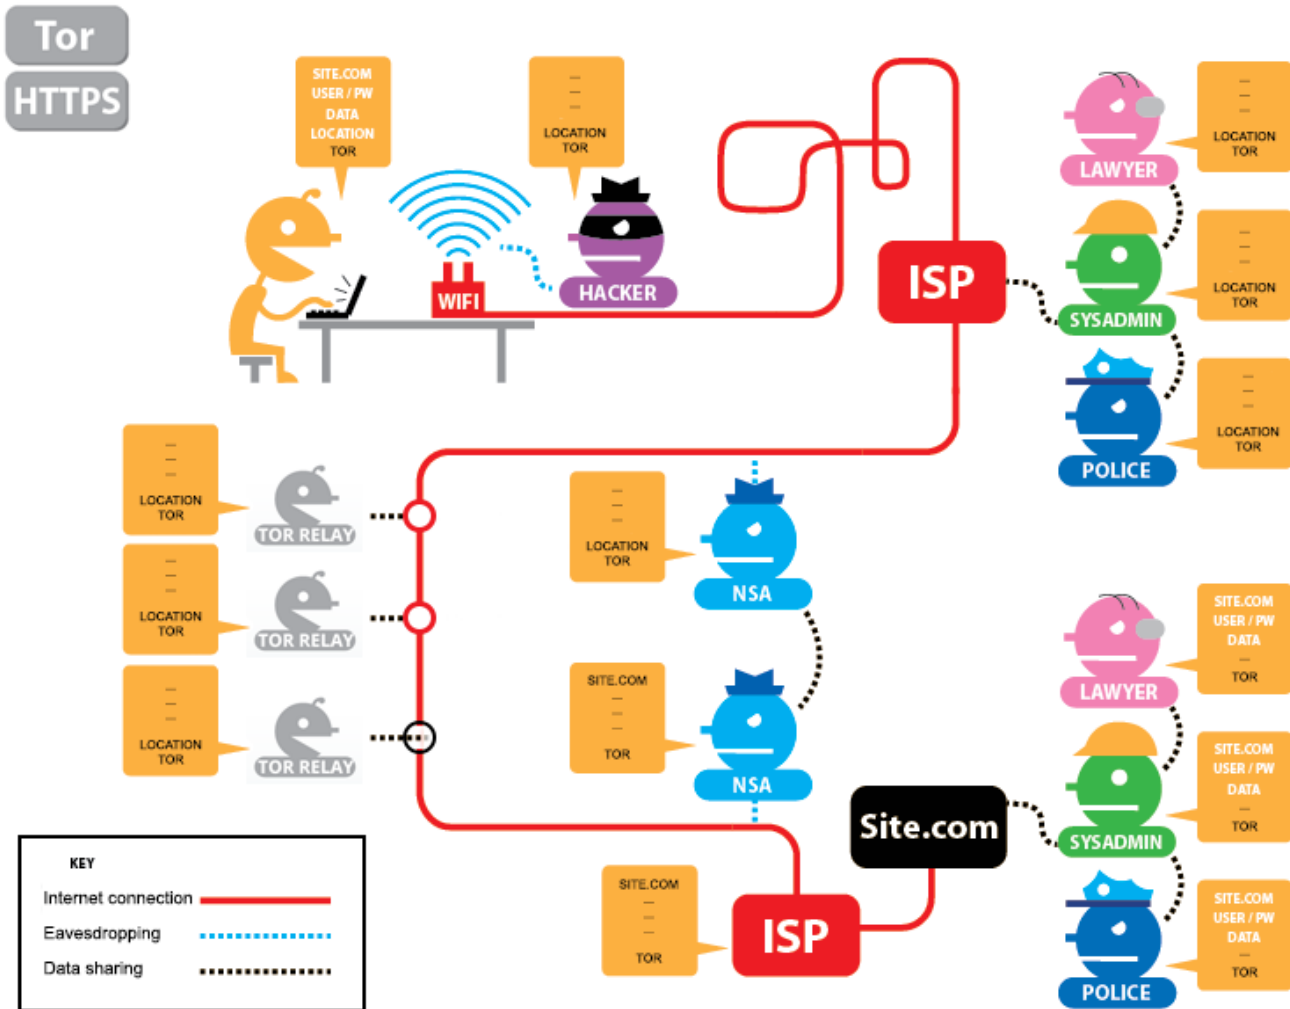 Tor
HTTPS
SITE.COM
USER / PW
DATA
LOCATION
TOR
LOCATION
TOR
WIFI
HACKER
ISP
LAWYER
LOCATION
TOR
SYSADMIN
LOCATION
TOR
POLICE
LOCATION
TOR
LOCATION
TOR
TOR RELAY
LOCATION
TOR
TOR RELAY
LOCATION
TOR
TOR RELAY
LOCATION
TOR
NSA
SITE.COM
TOR
NSA
SITE.COM
TOR
ISP
Site.com
LAWYER
SITE.COM
USER / PW
DATA
TOR
SYSADMIN
SITE.COM
USER / PW
DATA
TOR
POLICE
SITE.COM
USER / PW
DATA
TOR
KEY
Internet connection
Eavesdropping
Data sharing